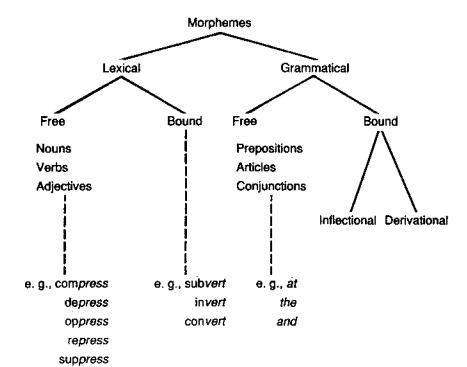 Morphemes
Lexical Grammatical
Free Bound Free Bound
Nouns Prepositions
Verbs Articles
Adjectives Conjunctions
Inflectional Derivational
e. g., compress e. g., subvert e. g., at
depress invert the
oppress convert and
repress
suppress